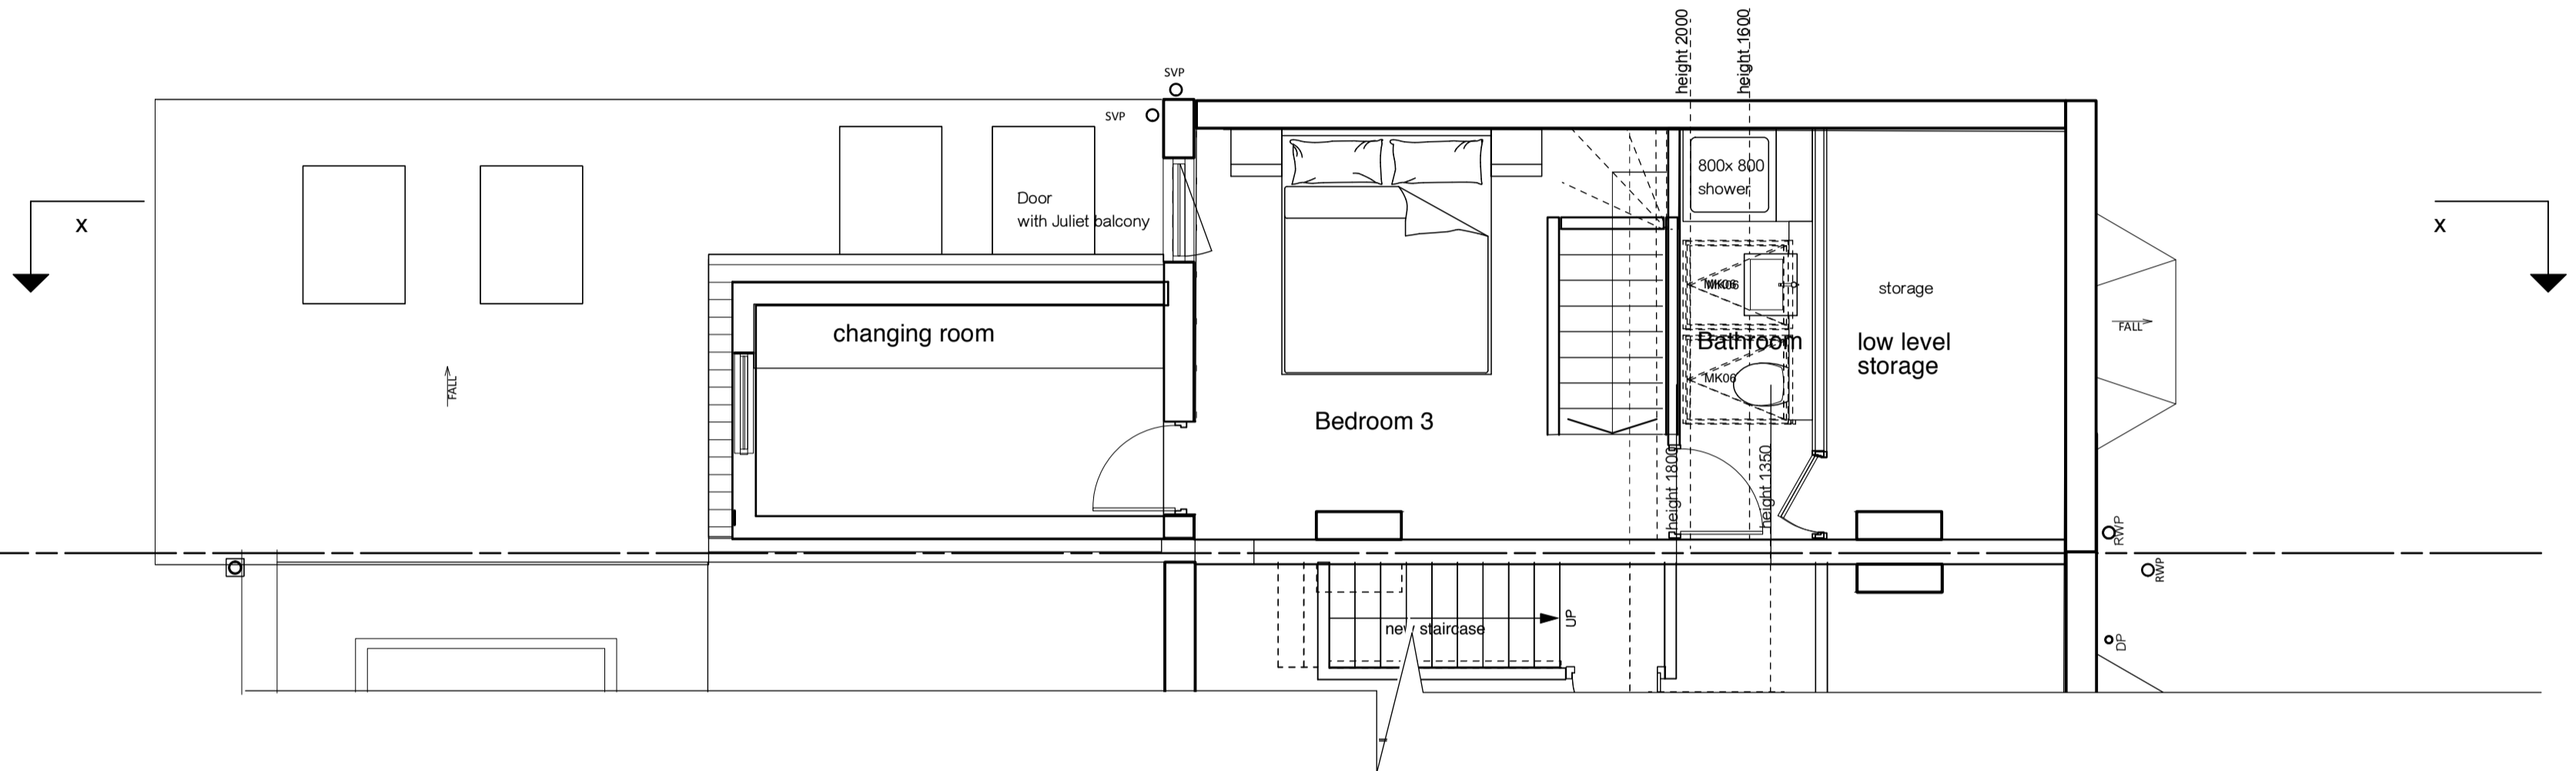 height 2000
height 1600
SVP
SVP
800x 800
shower
Door
with Juliet balcony
x
x
MK06
storage
FALL
changing room
Bathroom
low level
storage
MK06
FALL
Bedroom 3
height 1800
height 1350
RWP
RWP
UP
new staircase
DP